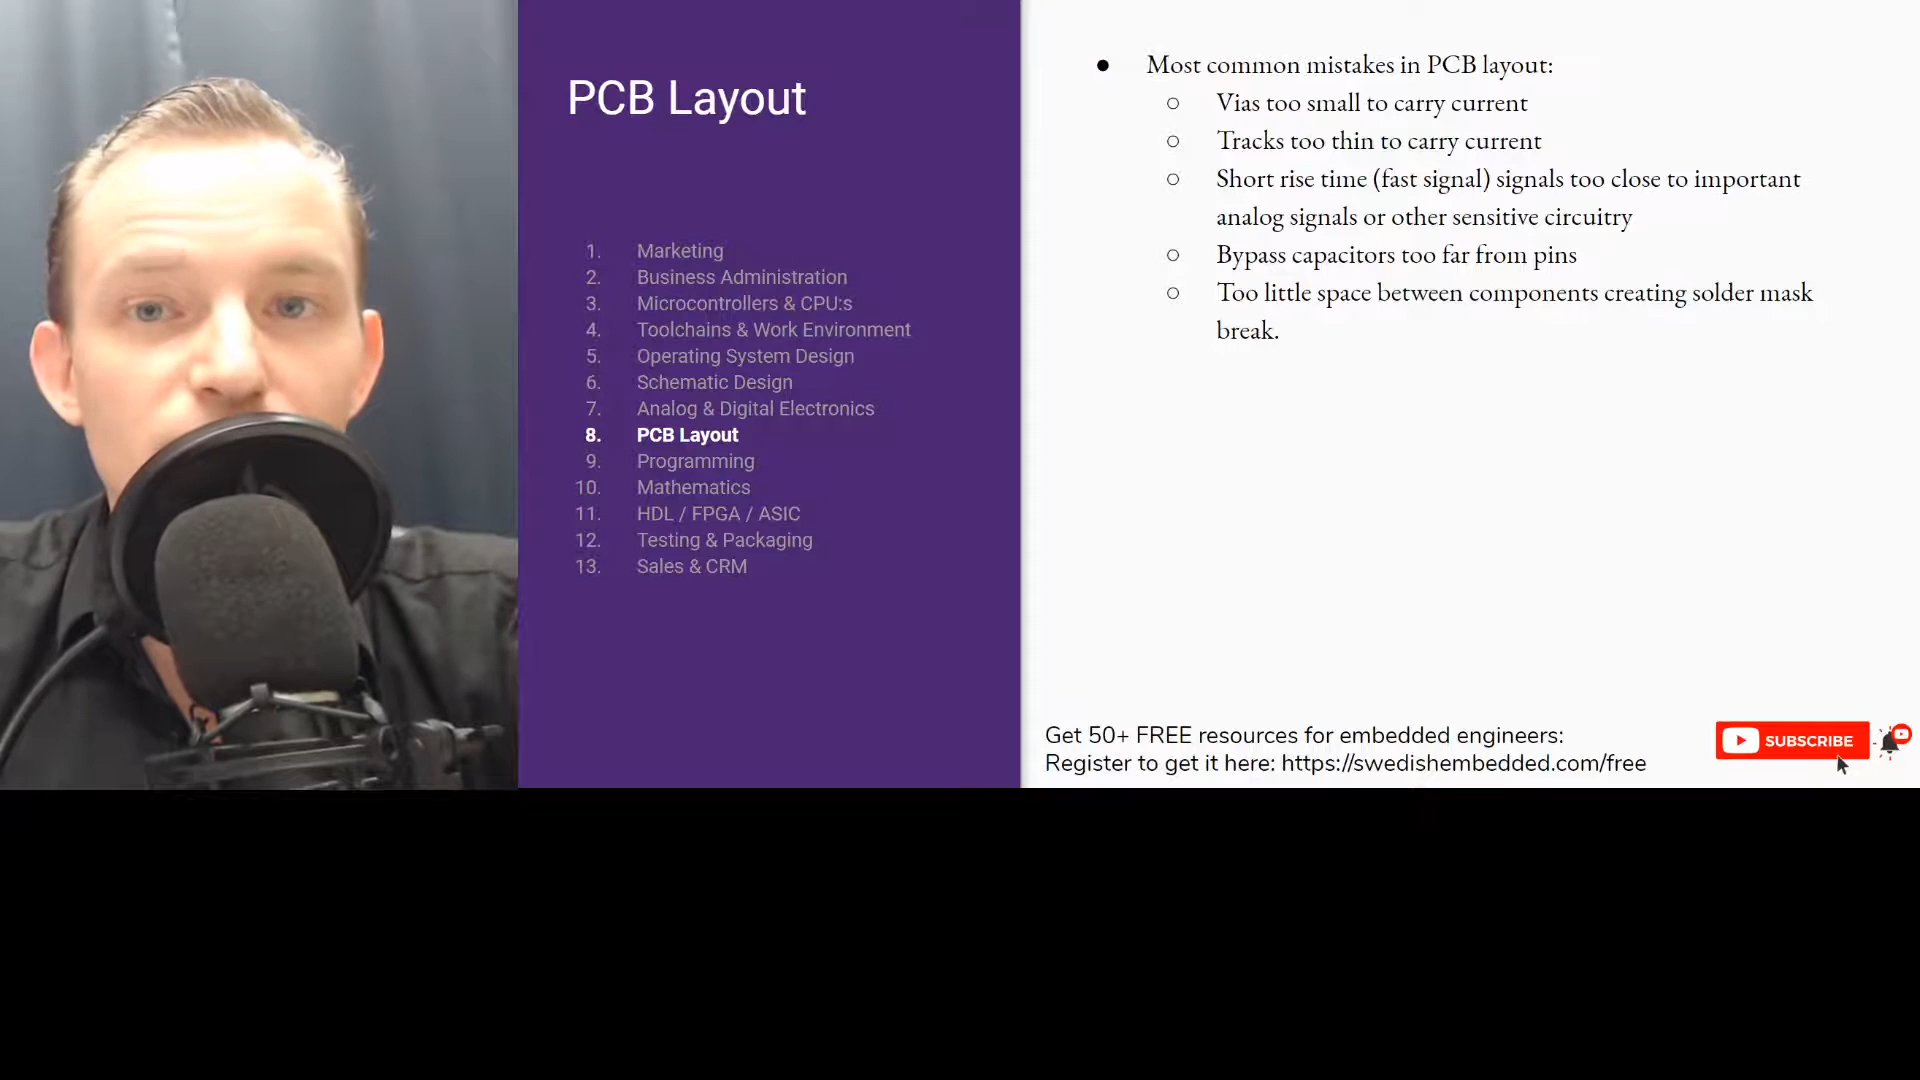 PCB Layout
1. Marketing
2. Business Administration
3. Microcontrollers & CPU:s
4. Toolchains & Work Environment
5. Operating System Design
6. Schematic Design
7. Analog & Digital Electronics
8. PCB Layout
9. Programming
10. Mathematics
11. HDL / FPGA / ASIC
12. Testing & Packaging
13. Sales & CRM
● Most common mistakes in PCB layout:
○ Vias too small to carry current
○ Tracks too thin to carry current
○ Short rise time (fast signal) signals too close to important
analog signals or other sensitive circuitry
○ Bypass capacitors too far from pins
○ Too little space between components creating solder mask
break.
Get 50+ FREE resources for embedded engineers:
Register to get it here: https://swedishembedded.com/free
SUBSCRIBE